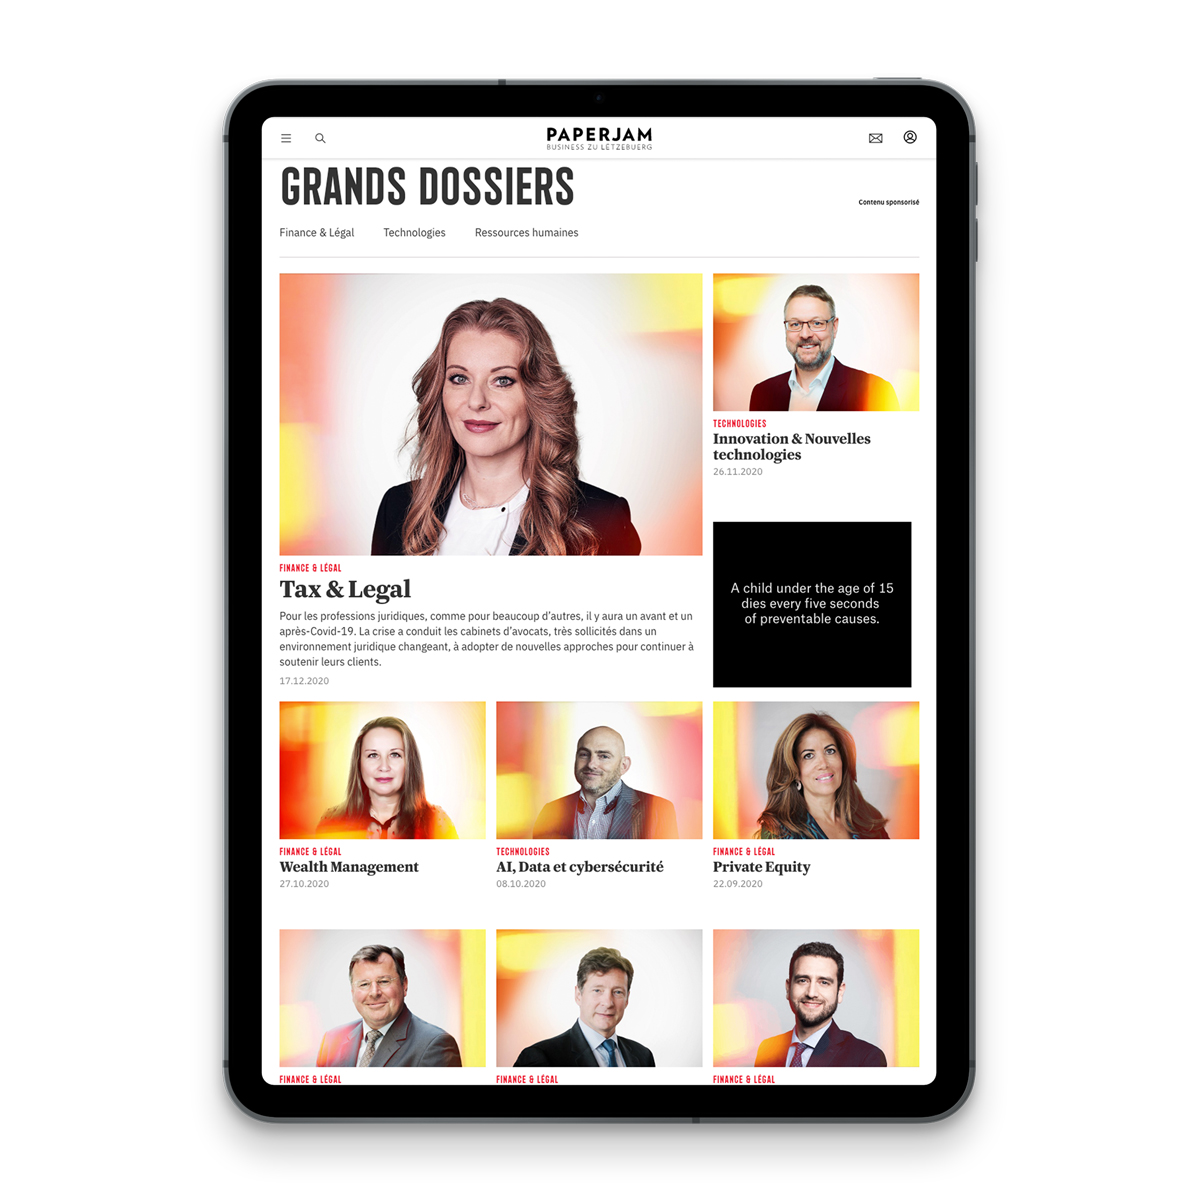 PAPERJAM
BUSINESS ZU LËTZEBUERG
GRANDS DOSSIERS
Contenu sponsorisé
Finance & Légal
Technologies
Ressources humaines
TECHNOLOGIES
Innovation & Nouvelles
technologies
26.11.2020
FINANCE & LÉGAL
Tax & Legal
Pour les professions juridiques, comme pour beaucoup d’autres, il y aura un avant et un
après-Covid-19. La crise a conduit les cabinets d’avocats, très sollicités dans un
environnement juridique changeant, à adopter de nouvelles approches pour continuer à
soutenir leurs clients.
17.12.2020
A child under the age of 15
dies every five seconds
of preventable causes.
FINANCE & LÉGAL
Wealth Management
27.10.2020
TECHNOLOGIES
AI, Data et cybersécurité
08.10.2020
FINANCE & LÉGAL
Private Equity
22.09.2020
FINANCE & LÉGAL
FINANCE & LÉGAL
FINANCE & LÉGAL